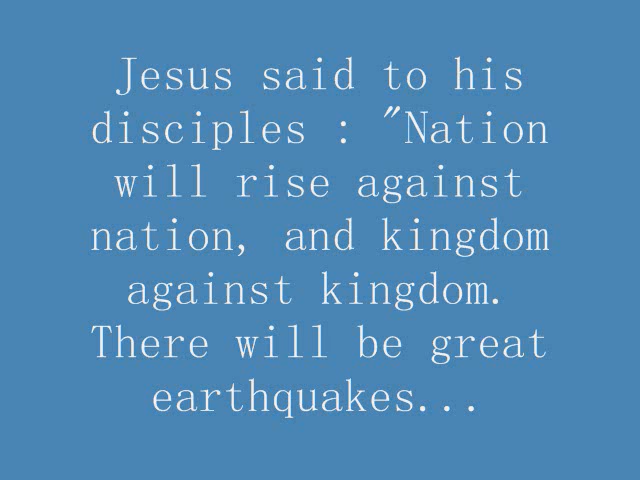 Jesus said to his
disciples : "Nation
will rise against
nation, and kingdom
against kingdom.
There will be great
earthquakes...